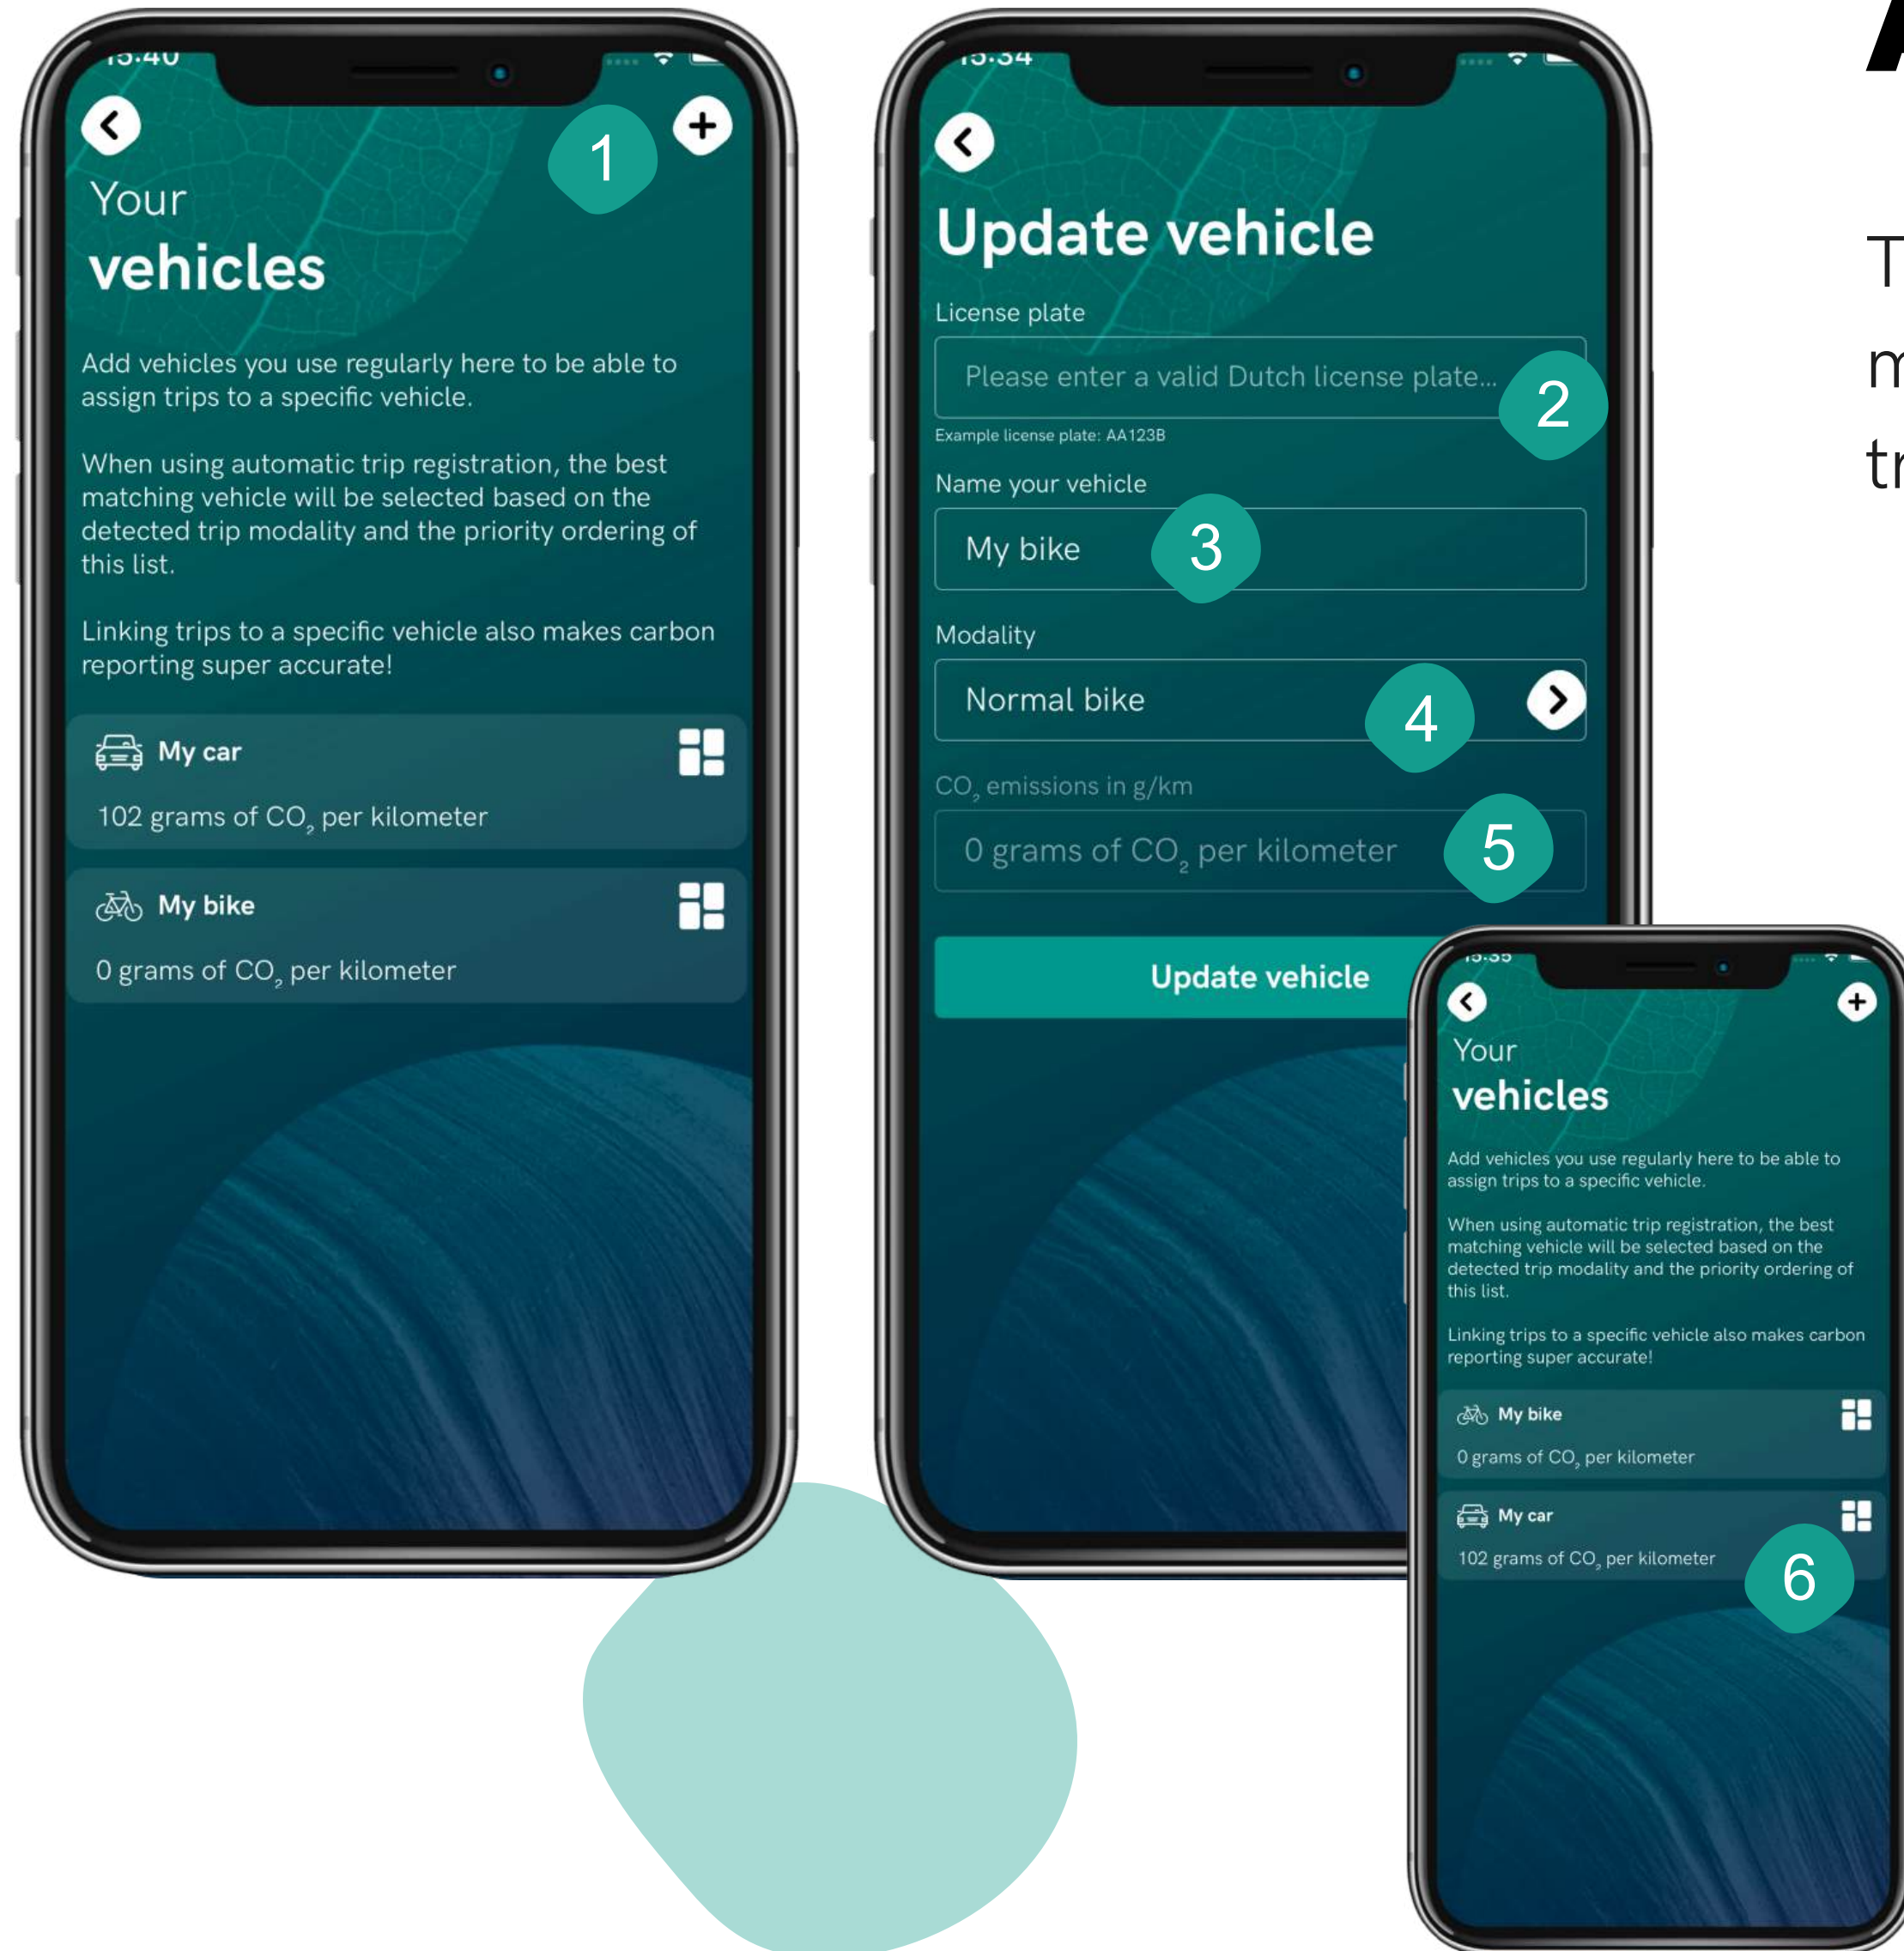 15:40
1
Your
vehicles
Add vehicles you use regularly here to be able to
assign trips to a specific vehicle.
When using automatic trip registration, the best
matching vehicle will be selected based on the
detected trip modality and the priority ordering of
this list.
Linking trips to a specific vehicle also makes carbon
reporting super accurate!
My car
102 grams of CO₂ per kilometer
My bike
0 grams of CO₂ per kilometer
15:34
Update vehicle
License plate
Please enter a valid Dutch license plate...
2
Example license plate: AA123B
Name your vehicle
My bike
3
Modality
Normal bike
4
CO₂ emissions in g/km
0 grams of CO₂ per kilometer
5
Update vehicle
15:35
Your
vehicles
Add vehicles you use regularly here to be able to
assign trips to a specific vehicle.
When using automatic trip registration, the best
matching vehicle will be selected based on the
detected trip modality and the priority ordering of
this list.
Linking trips to a specific vehicle also makes carbon
reporting super accurate!
My bike
0 grams of CO₂ per kilometer
My car
102 grams of CO₂ per kilometer
6